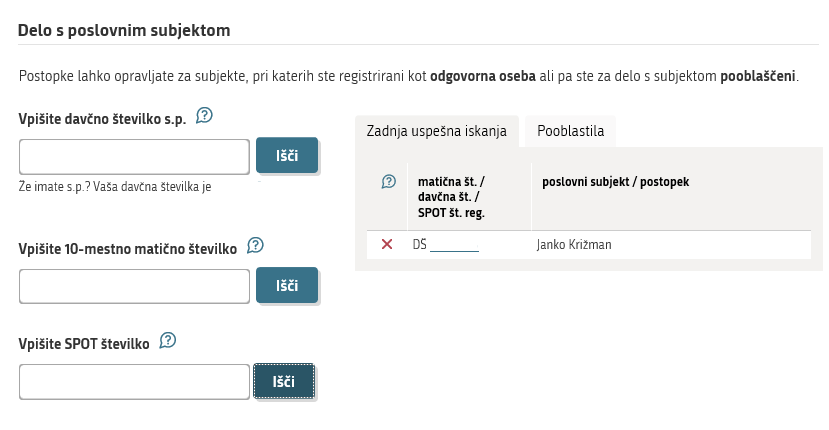 Delo s poslovnim subjektom
Postopke lahko opravljate za subjekte, pri katerih ste registrirani kot odgovorna oseba ali pa ste za delo s subjektom pooblaščeni.
Vpišite davčno številko s.p.
Išči
Že imate s.p.? Vaša davčna številka je
Vpišite 10-mestno matično številko
Išči
Vpišite SPOT številko
Išči
Zadnja uspešna iskanja
Pooblastila
matična št. /
davčna št. /
SPOT št. reg.
poslovni subjekt / postopek
DŠ ________
Janko Križman